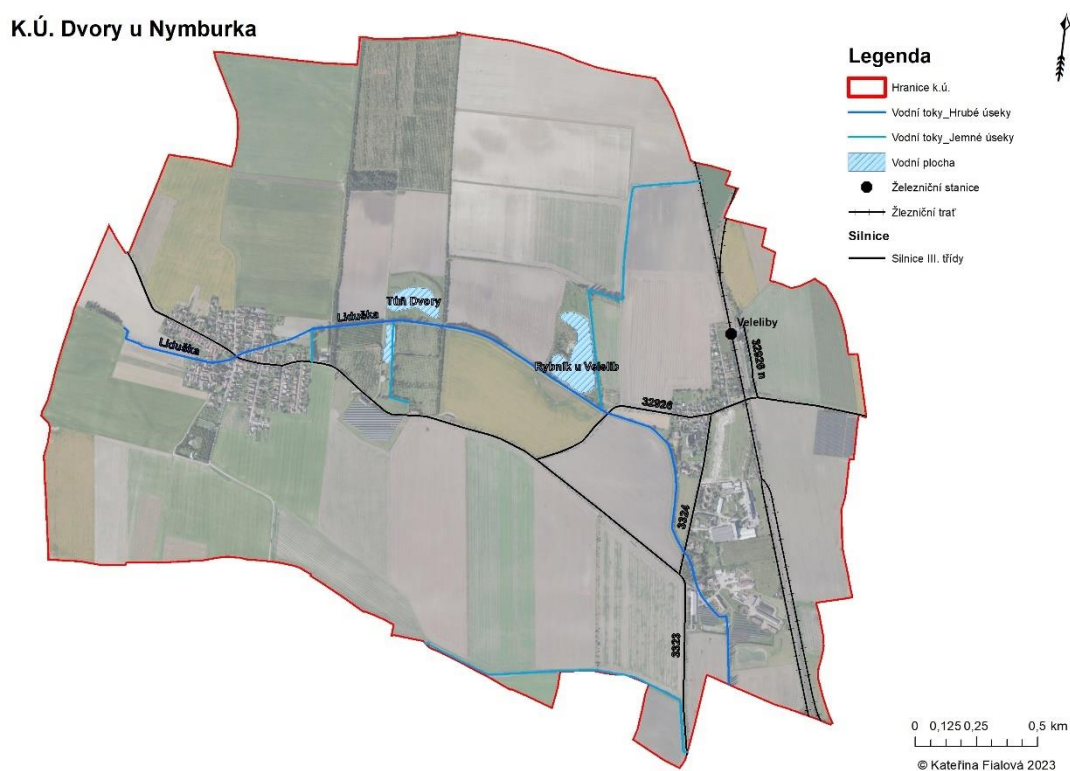 K.Ú. Dvory u Nymburka
Legenda
Hranice k.ú.
Vodní toky_Hrubé úseky
Vodní toky_Jemné úseky
Vodní plocha
Železniční stanice
Žlezniční trať
Silnice
Silnice III. třídy
Tůň Dvory
Liduška
Liduška
Veleliby
Rybník u Velelib
32926 n
32926
3324
3323
0 0,125 0,25 0,5 km
© Kateřina Fialová 2023